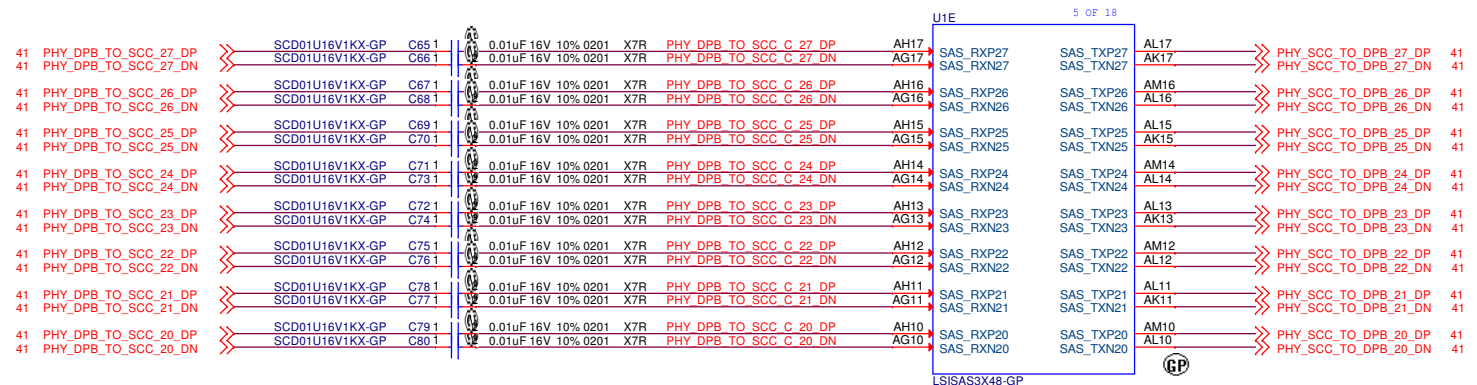 U1E 5 OF 18
41 PHY_DPB_TO_SCC_27_DP SCD01U16V1KX-GP C65 1 2 0.01uF 16V 10% 0201 X7R PHY_DPB_TO_SCC_C_27_DP AH17 SAS_RXP27 SAS_TXP27 AL17 PHY_SCC_TO_DPB_27_DP 41
41 PHY_DPB_TO_SCC_27_DN SCD01U16V1KX-GP C66 1 2 0.01uF 16V 10% 0201 X7R PHY_DPB_TO_SCC_C_27_DN AG17 SAS_RXN27 SAS_TXN27 AK17 PHY_SCC_TO_DPB_27_DN 41
41 PHY_DPB_TO_SCC_26_DP SCD01U16V1KX-GP C67 1 2 0.01uF 16V 10% 0201 X7R PHY_DPB_TO_SCC_C_26_DP AH16 SAS_RXP26 SAS_TXP26 AM16 PHY_SCC_TO_DPB_26_DP 41
41 PHY_DPB_TO_SCC_26_DN SCD01U16V1KX-GP C68 1 2 0.01uF 16V 10% 0201 X7R PHY_DPB_TO_SCC_C_26_DN AG16 SAS_RXN26 SAS_TXN26 AL16 PHY_SCC_TO_DPB_26_DN 41
41 PHY_DPB_TO_SCC_25_DP SCD01U16V1KX-GP C69 1 2 0.01uF 16V 10% 0201 X7R PHY_DPB_TO_SCC_C_25_DP AH15 SAS_RXP25 SAS_TXP25 AL15 PHY_SCC_TO_DPB_25_DP 41
41 PHY_DPB_TO_SCC_25_DN SCD01U16V1KX-GP C70 1 2 0.01uF 16V 10% 0201 X7R PHY_DPB_TO_SCC_C_25_DN AG15 SAS_RXN25 SAS_TXN25 AK15 PHY_SCC_TO_DPB_25_DN 41
41 PHY_DPB_TO_SCC_24_DP SCD01U16V1KX-GP C71 1 2 0.01uF 16V 10% 0201 X7R PHY_DPB_TO_SCC_C_24_DP AH14 SAS_RXP24 SAS_TXP24 AM14 PHY_SCC_TO_DPB_24_DP 41
41 PHY_DPB_TO_SCC_24_DN SCD01U16V1KX-GP C73 1 2 0.01uF 16V 10% 0201 X7R PHY_DPB_TO_SCC_C_24_DN AG14 SAS_RXN24 SAS_TXN24 AL14 PHY_SCC_TO_DPB_24_DN 41
41 PHY_DPB_TO_SCC_23_DP SCD01U16V1KX-GP C72 1 2 0.01uF 16V 10% 0201 X7R PHY_DPB_TO_SCC_C_23_DP AH13 SAS_RXP23 SAS_TXP23 AL13 PHY_SCC_TO_DPB_23_DP 41
41 PHY_DPB_TO_SCC_23_DN SCD01U16V1KX-GP C74 1 2 0.01uF 16V 10% 0201 X7R PHY_DPB_TO_SCC_C_23_DN AG13 SAS_RXN23 SAS_TXN23 AK13 PHY_SCC_TO_DPB_23_DN 41
41 PHY_DPB_TO_SCC_22_DP SCD01U16V1KX-GP C75 1 2 0.01uF 16V 10% 0201 X7R PHY_DPB_TO_SCC_C_22_DP AH12 SAS_RXP22 SAS_TXP22 AM12 PHY_SCC_TO_DPB_22_DP 41
41 PHY_DPB_TO_SCC_22_DN SCD01U16V1KX-GP C76 1 2 0.01uF 16V 10% 0201 X7R PHY_DPB_TO_SCC_C_22_DN AG12 SAS_RXN22 SAS_TXN22 AL12 PHY_SCC_TO_DPB_22_DN 41
41 PHY_DPB_TO_SCC_21_DP SCD01U16V1KX-GP C78 1 2 0.01uF 16V 10% 0201 X7R PHY_DPB_TO_SCC_C_21_DP AH11 SAS_RXP21 SAS_TXP21 AL11 PHY_SCC_TO_DPB_21_DP 41
41 PHY_DPB_TO_SCC_21_DN SCD01U16V1KX-GP C77 1 2 0.01uF 16V 10% 0201 X7R PHY_DPB_TO_SCC_C_21_DN AG11 SAS_RXN21 SAS_TXN21 AK11 PHY_SCC_TO_DPB_21_DN 41
41 PHY_DPB_TO_SCC_20_DP SCD01U16V1KX-GP C79 1 2 0.01uF 16V 10% 0201 X7R PHY_DPB_TO_SCC_C_20_DP AH10 SAS_RXP20 SAS_TXP20 AM10 PHY_SCC_TO_DPB_20_DP 41
41 PHY_DPB_TO_SCC_20_DN SCD01U16V1KX-GP C80 1 2 0.01uF 16V 10% 0201 X7R PHY_DPB_TO_SCC_C_20_DN AG10 SAS_RXN20 SAS_TXN20 AL10 PHY_SCC_TO_DPB_20_DN 41
GP
LSISAS3X48-GP